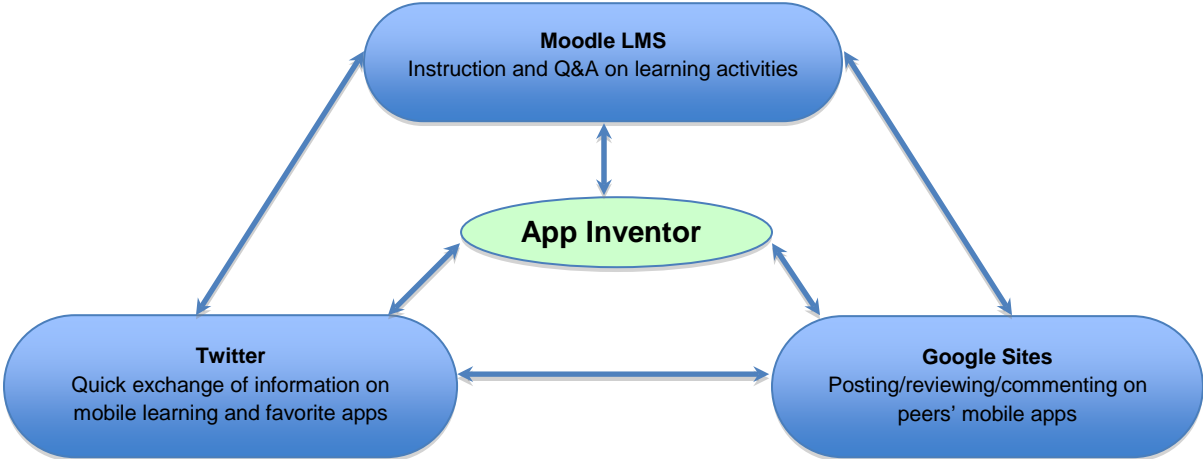 Moodle LMS
Instruction and Q&A on learning activities
App Inventor
Twitter
Quick exchange of information on
mobile learning and favorite apps
Google Sites
Posting/reviewing/commenting on
peers’ mobile apps